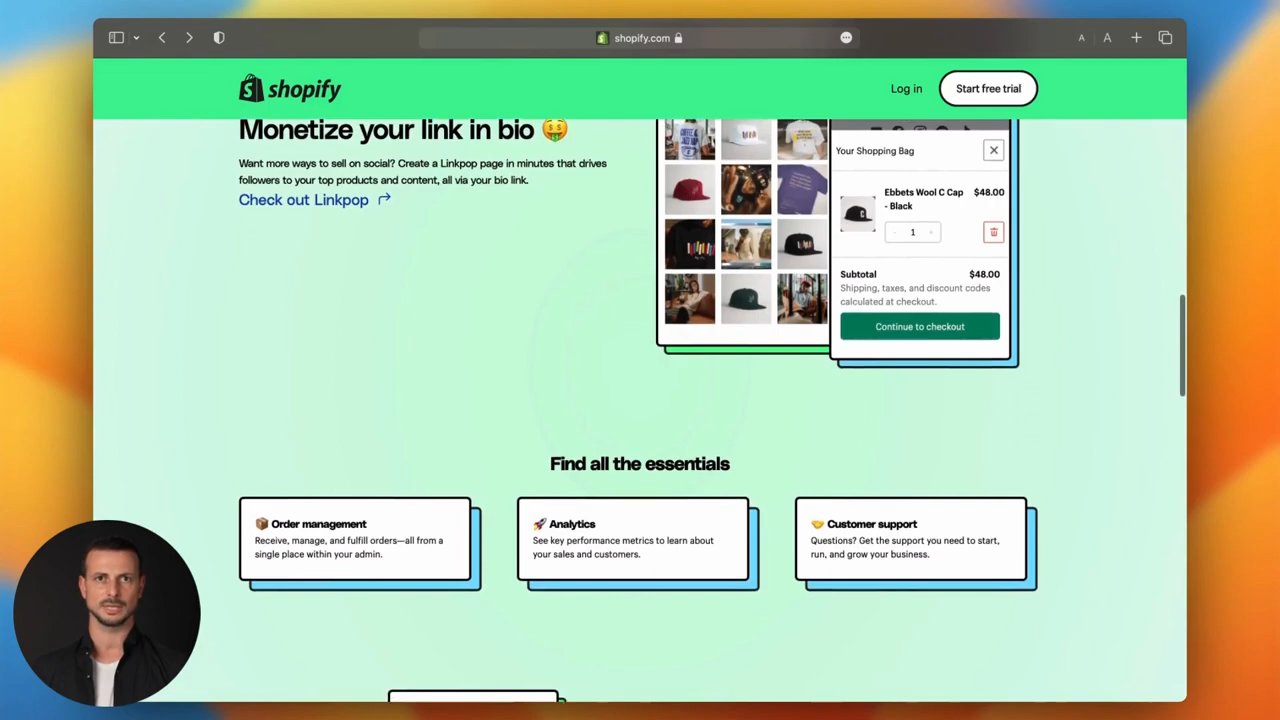 shopify.com
A A
shopify
Log in
Start free trial
Monetize your link in bio 🤑
Want more ways to sell on social? Create a Linkpop page in minutes that drives
followers to your top products and content, all via your bio link.
Check out Linkpop
Your Shopping Bag
Ebbets Wool C Cap
- Black
$48.00
- 1 +
Subtotal
$48.00
Shipping, taxes, and discount codes
calculated at checkout.
Continue to checkout
Find all the essentials
📦 Order management
Receive, manage, and fulfill orders—all from a
single place within your admin.
🚀 Analytics
See key performance metrics to learn about
your sales and customers.
🤝 Customer support
Questions? Get the support you need to start,
run, and grow your business.